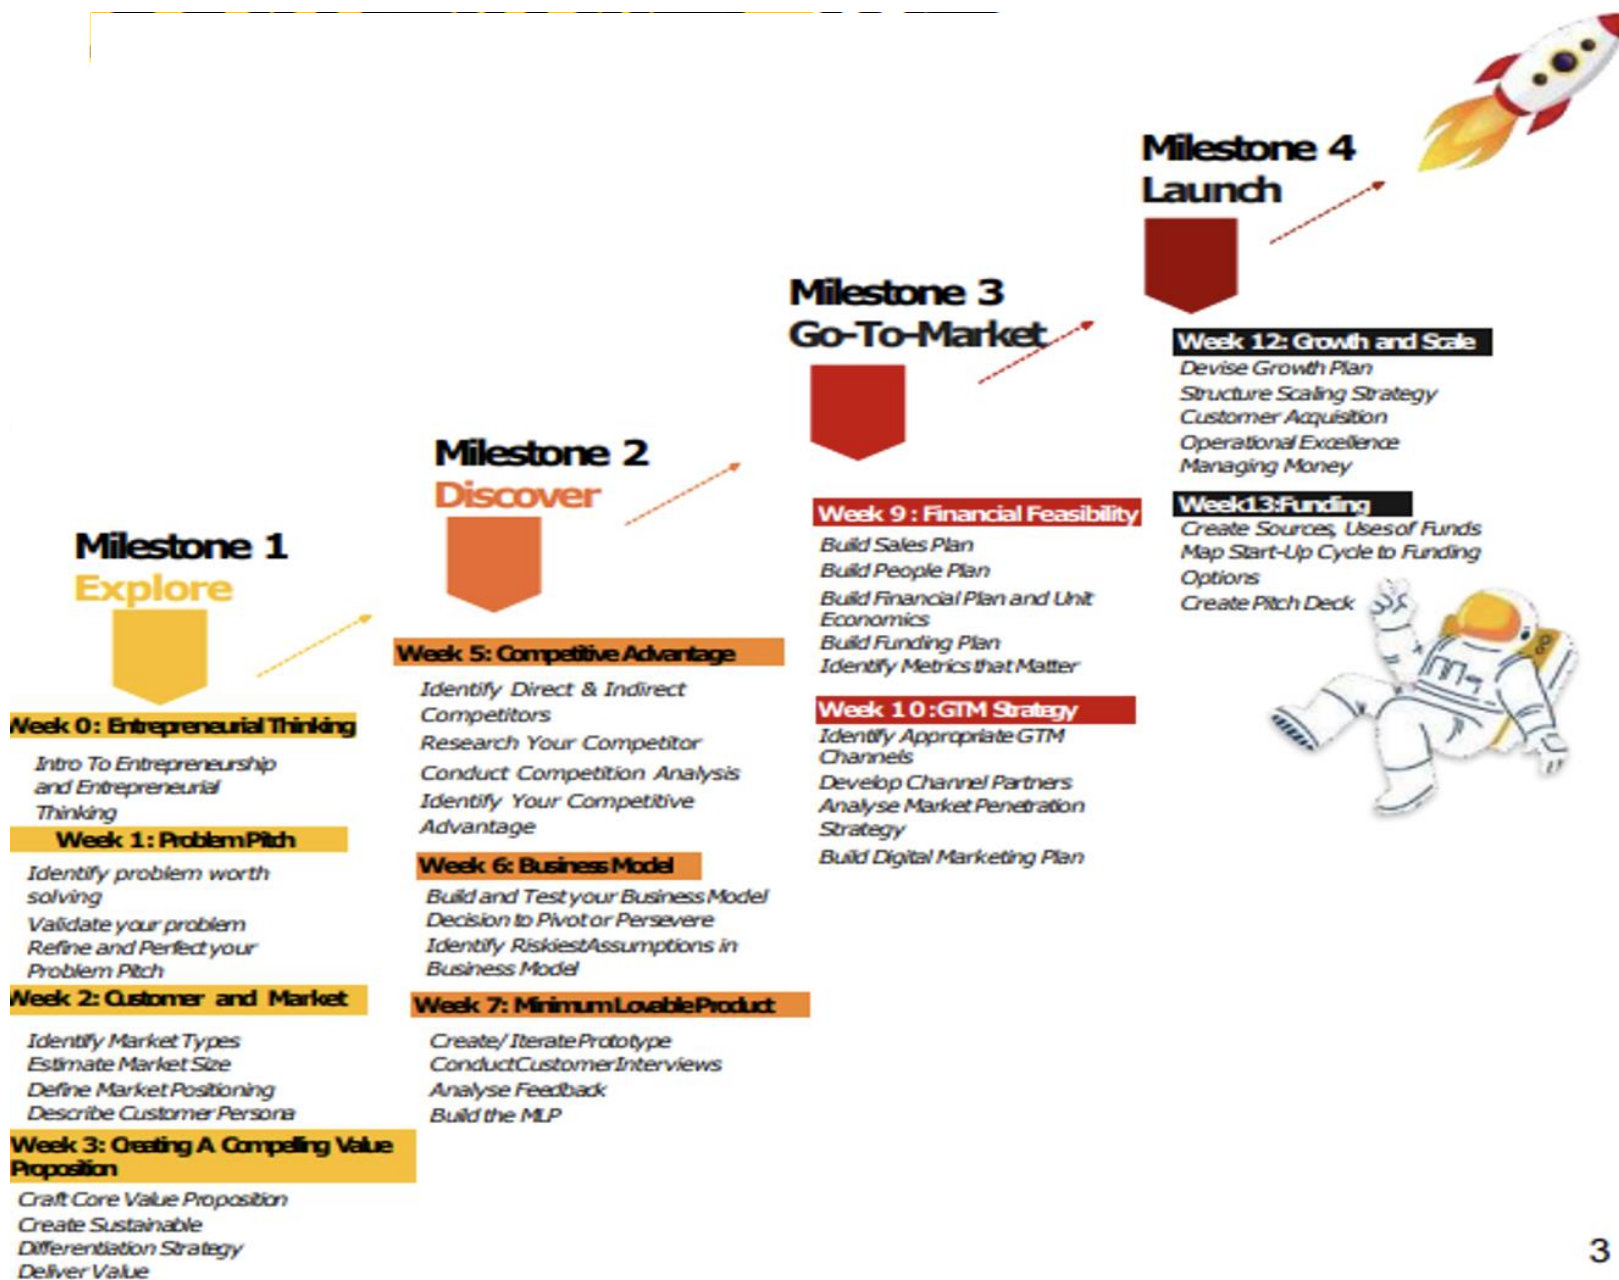 Milestone 1
Explore
Week 0: Entrepreneurial Thinking
Intro To Entrepreneurship
and Entrepreneurial
Thinking
Week 1: Problem Pitch
Identify problem worth
solving
Validate your problem
Refine and Perfect your
Problem Pitch
Week 2: Customer and Market
Identify Market Types
Estimate Market Size
Define Market Positioning
Describe Customer Persona
Week 3: Creating A Compelling Value
Proposition
Craft Core Value Proposition
Create Sustainable
Differentiation Strategy
Deliver Value
Milestone 2
Discover
Week 5: Competitive Advantage
Identify Direct & Indirect
Competitors
Research Your Competitor
Conduct Competition Analysis
Identify Your Competitive
Advantage
Week 6: Business Model
Build and Test your Business Model
Decision to Pivot or Persevere
Identify Riskiest Assumptions in
Business Model
Week 7: Minimum Lovable Product
Create/ Iterate Prototype
Conduct Customer Interviews
Analyse Feedback
Build the MLP
Milestone 3
Go-To-Market
Week 9: Financial Feasibility
Build Sales Plan
Build People Plan
Build Financial Plan and Unit
Economics
Build Funding Plan
Identify Metrics that Matter
Week 10:GTM Strategy
Identify Appropriate GTM
Channels
Develop Channel Partners
Analyse Market Penetration
Strategy
Build Digital Marketing Plan
Milestone 4
Launch
Week 12: Growth and Scale
Devise Growth Plan
Structure Scaling Strategy
Customer Acquisition
Operational Excellence
Managing Money
Week13:Funding
Create Sources, Uses of Funds
Map Start-Up Cycle to Funding
Options
Create Pitch Deck
3